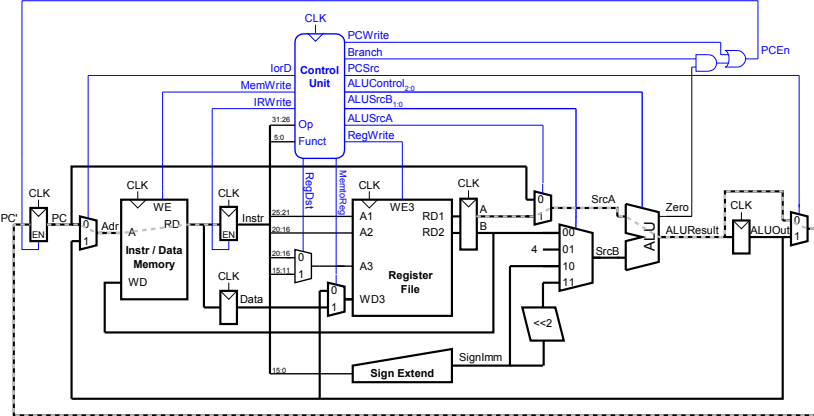 CLK
PCWrite
Branch
PCEn
IorD
Control Unit
PCSrc
MemWrite
ALUControl2:0
IRWrite
ALUSrcB1:0
31:26
Op
ALUSrcA
5:0
Funct
RegWrite
RegDst
MemtoReg
CLK
CLK
CLK
CLK
CLK
CLK
CLK
PC'
PC
EN
0
1
Adr
WE
A
RD
Instr / Data
Memory
WD
EN
Instr
Data
25:21
20:16
20:16
15:11
0
1
0
1
WE3
A1
A2
A3
WD3
RD1
RD2
Register
File
A
B
0
1
SrcA
4
00
01
10
11
SrcB
ALU
Zero
ALUResult
ALUOut
0
1
<<2
SignImm
15:0
Sign Extend